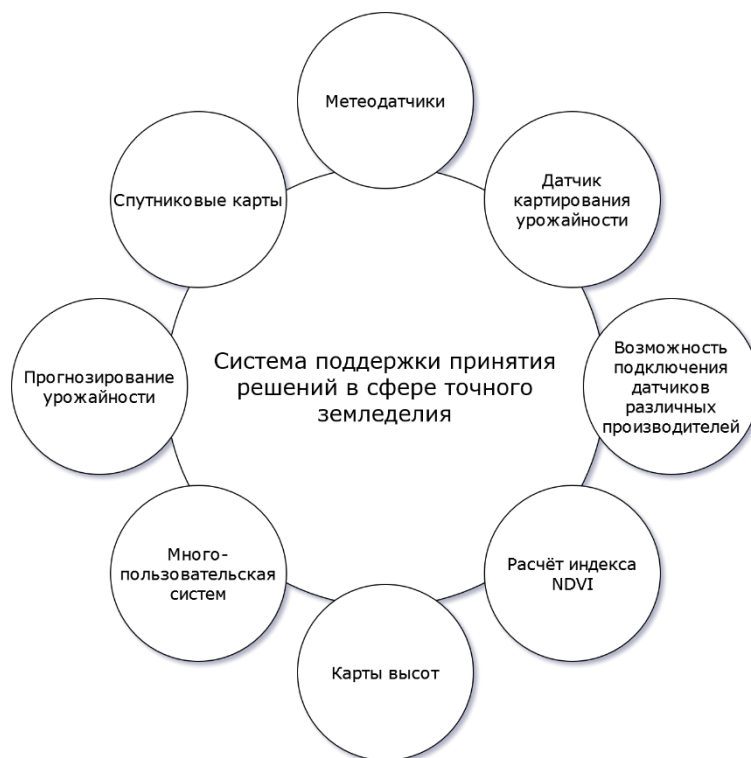 Метеодатчики
Датчик
картирования
урожайности
Возможность
подключения
датчиков
различных
производителей
Расчёт индекса
NDVI
Карты высот
Много-
пользовательская
систем
Прогнозирование
урожайности
Спутниковые карты
Система поддержки принятия
решений в сфере точного
земледелия